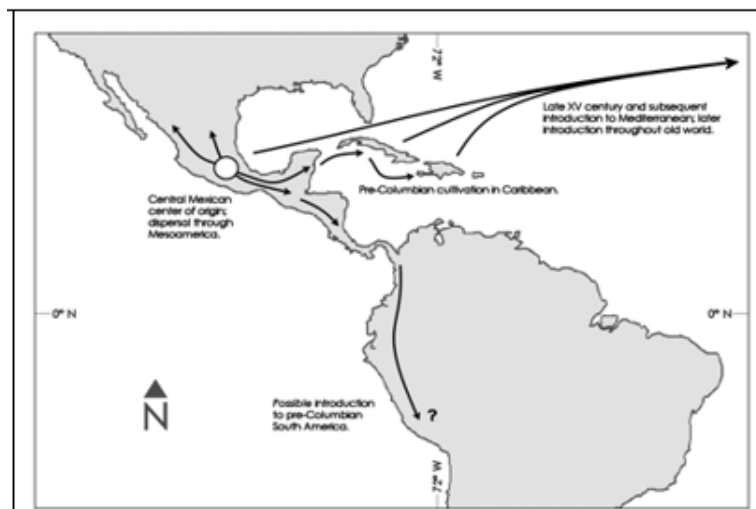 72° W
Late XV century and subsequent
introduction to Mediterranean; later
introduction throughout old world.
Pre-Columbian cultivation in Caribbean.
Central Mexican
center of origin;
dispersal through
Mesoamerica.
0° N
0° N
N
Possible introduction
to pre-Columbian
South America.
?
72° W